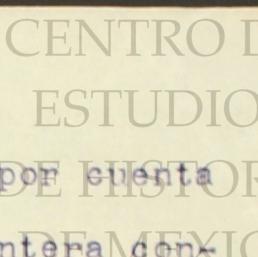 CENTRO D
ESTUDIO
por cuenta
DE HISTOR
ntera con-
DE MEXIC